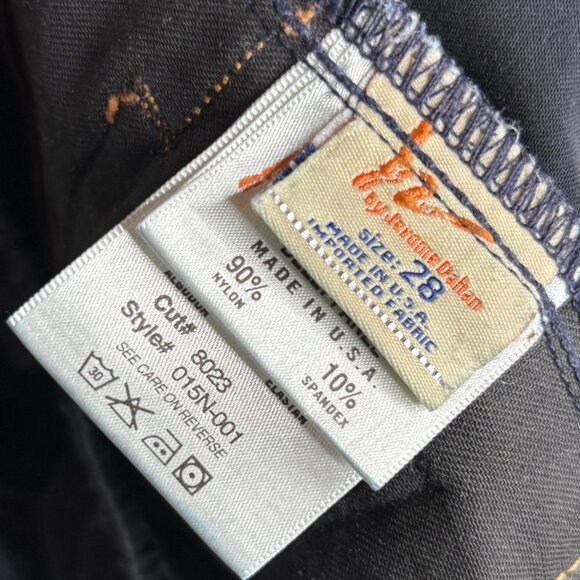 By Jerome Dahan
Size: 28
MADE IN U.S.A.
IMPORTED FABRIC
MADE IN U.S.A.
90% 10%
NYLON SPANDEX
ELASTAN
Cut# 8023
Style# 015N-001
SEE CARE ON REVERSE
30